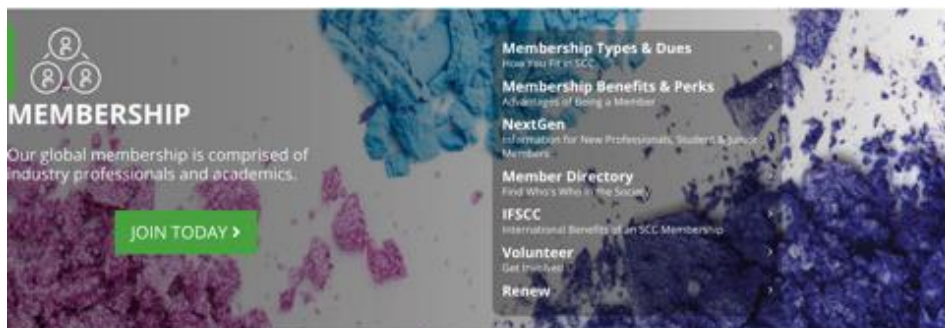 MEMBERSHIP
Our global membership is comprised of
industry professionals and academics.
JOIN TODAY >
Membership Types & Dues
How You Fit in SCC
Membership Benefits & Perks
Advantages of Being a Member
NextGen
Information for New Professionals, Student & Junior
Members
Member Directory
Find Who's Who in the Society
IFSCC
International Benefits of an SCC Membership
Volunteer
Get Involved
Renew